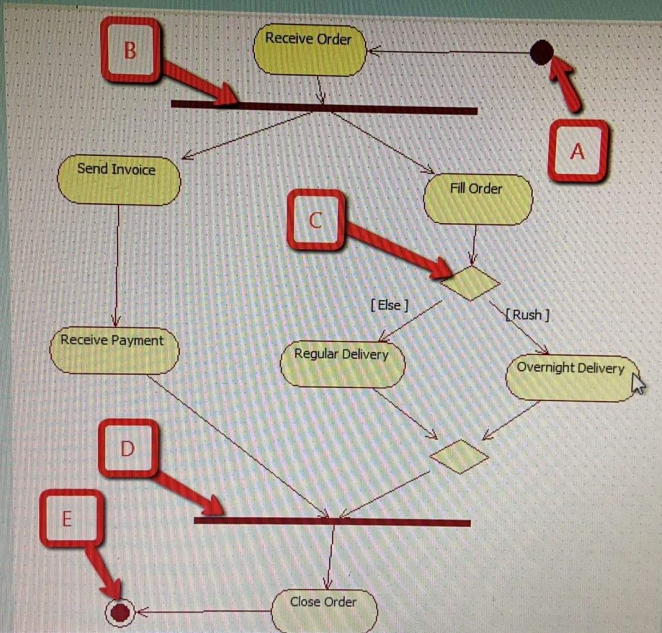 Receive Order
B
A
Send Invoice
Fill Order
C
[ Else ]
[ Rush ]
Receive Payment
Regular Delivery
Overnight Delivery
D
E
Close Order